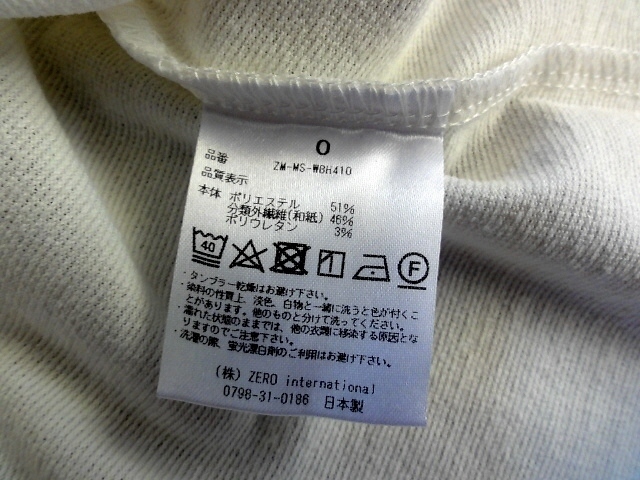 0
品番 ZM-MS-WBH410
品質表示
本体 ポリエステル 51%
分類外繊維(和紙) 46%
ポリウレタン 3%
40 F
・タンブラー乾燥はお避け下さい。
・染料の性質上、淡色、白物と一緒に洗うと色が付くこ
とがあります。他のものと分けて洗ってください。
・濡れた状態のままでは、他の衣類に移染する原因とな
りますのでご注意下さい。
・洗濯の際、蛍光漂白剤のご利用はお避け下さい。
(株) ZERO international
0798-31-0186 日本製